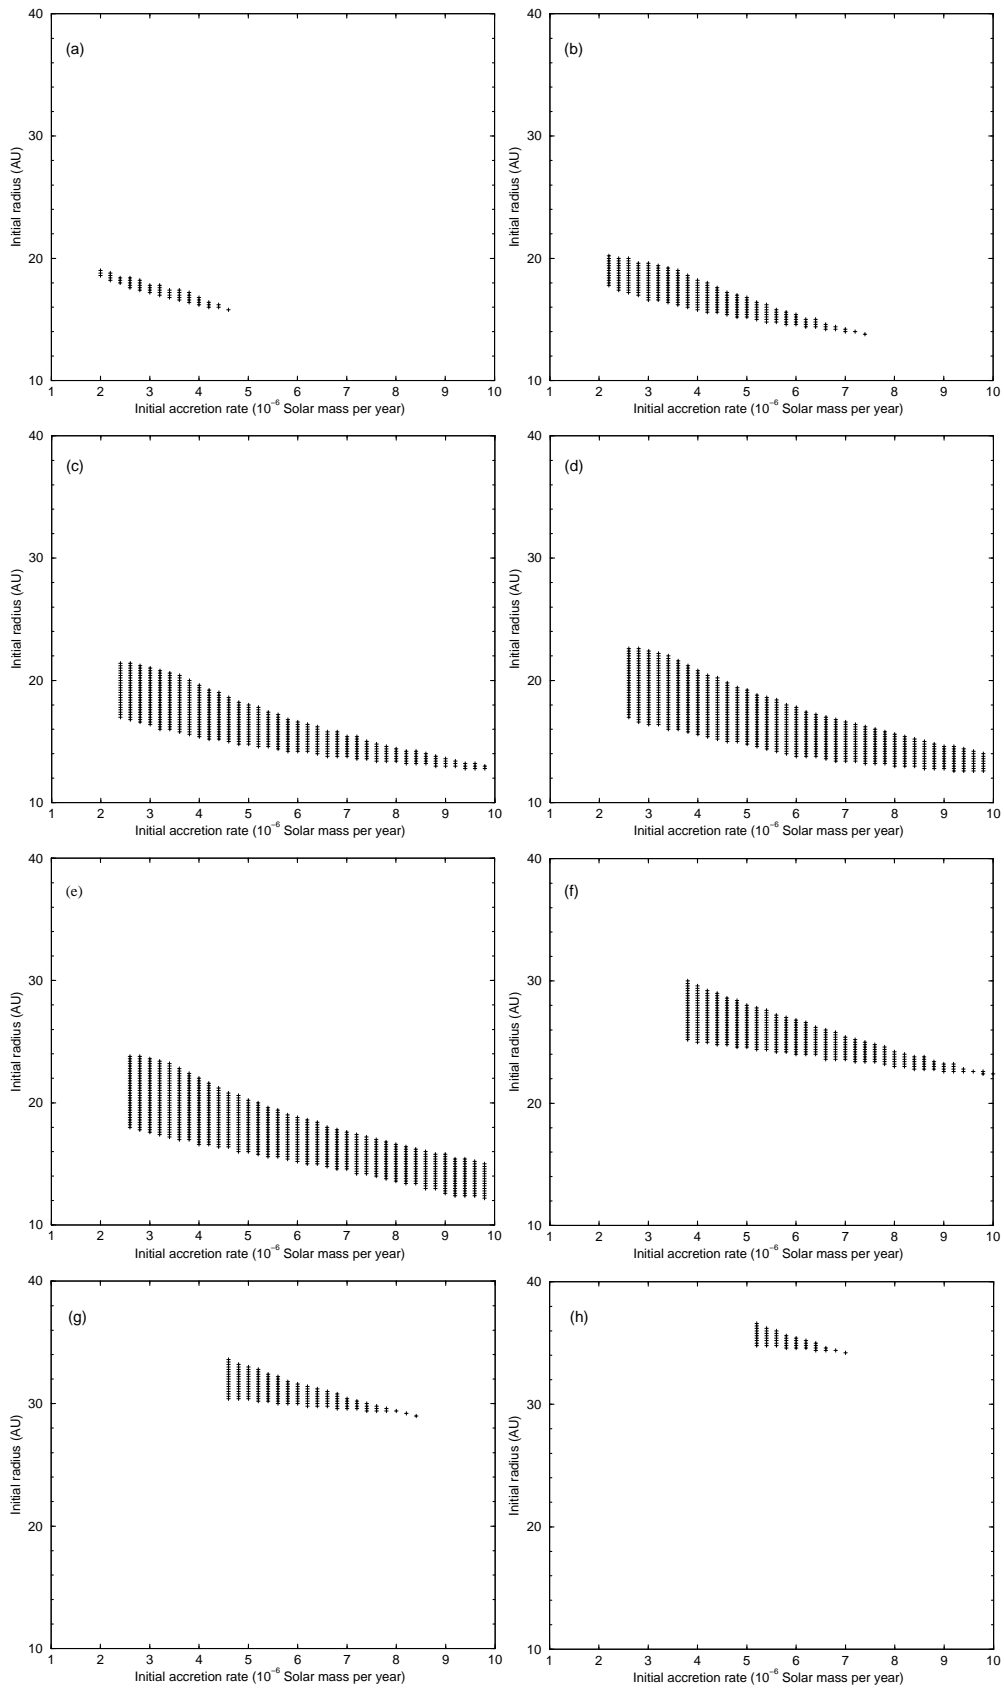 40
(a)
30
Initial radius (AU)
20
10
1 2 3 4 5 6 7 8 9 10
Initial accretion rate (10⁻⁶ Solar mass per year)
40
(b)
30
Initial radius (AU)
20
10
1 2 3 4 5 6 7 8 9 10
Initial accretion rate (10⁻⁶ Solar mass per year)
40
(c)
30
Initial radius (AU)
20
10
1 2 3 4 5 6 7 8 9 10
Initial accretion rate (10⁻⁶ Solar mass per year)
40
(d)
30
Initial radius (AU)
20
10
1 2 3 4 5 6 7 8 9 10
Initial accretion rate (10⁻⁶ Solar mass per year)
40
(e)
30
Initial radius (AU)
20
10
1 2 3 4 5 6 7 8 9 10
Initial accretion rate (10⁻⁶ Solar mass per year)
40
(f)
30
Initial radius (AU)
20
10
1 2 3 4 5 6 7 8 9 10
Initial accretion rate (10⁻⁶ Solar mass per year)
40
(g)
30
Initial radius (AU)
20
10
1 2 3 4 5 6 7 8 9 10
Initial accretion rate (10⁻⁶ Solar mass per year)
40
(h)
30
Initial radius (AU)
20
10
1 2 3 4 5 6 7 8 9 10
Initial accretion rate (10⁻⁶ Solar mass per year)